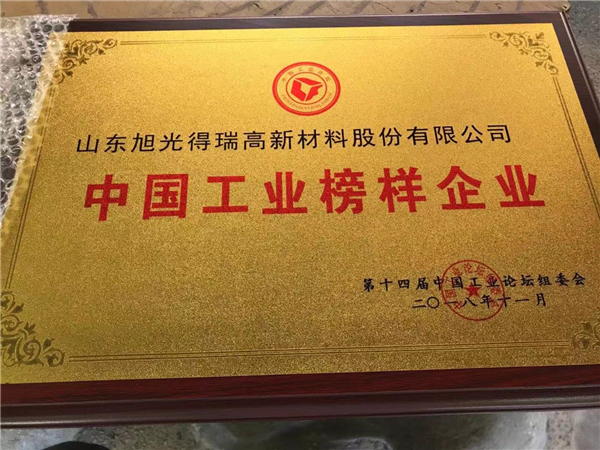 山东旭光得瑞高新材料股份有限公司
中国工业榜样企业
第十四届中国工业论坛组委会
二〇一八年十一月